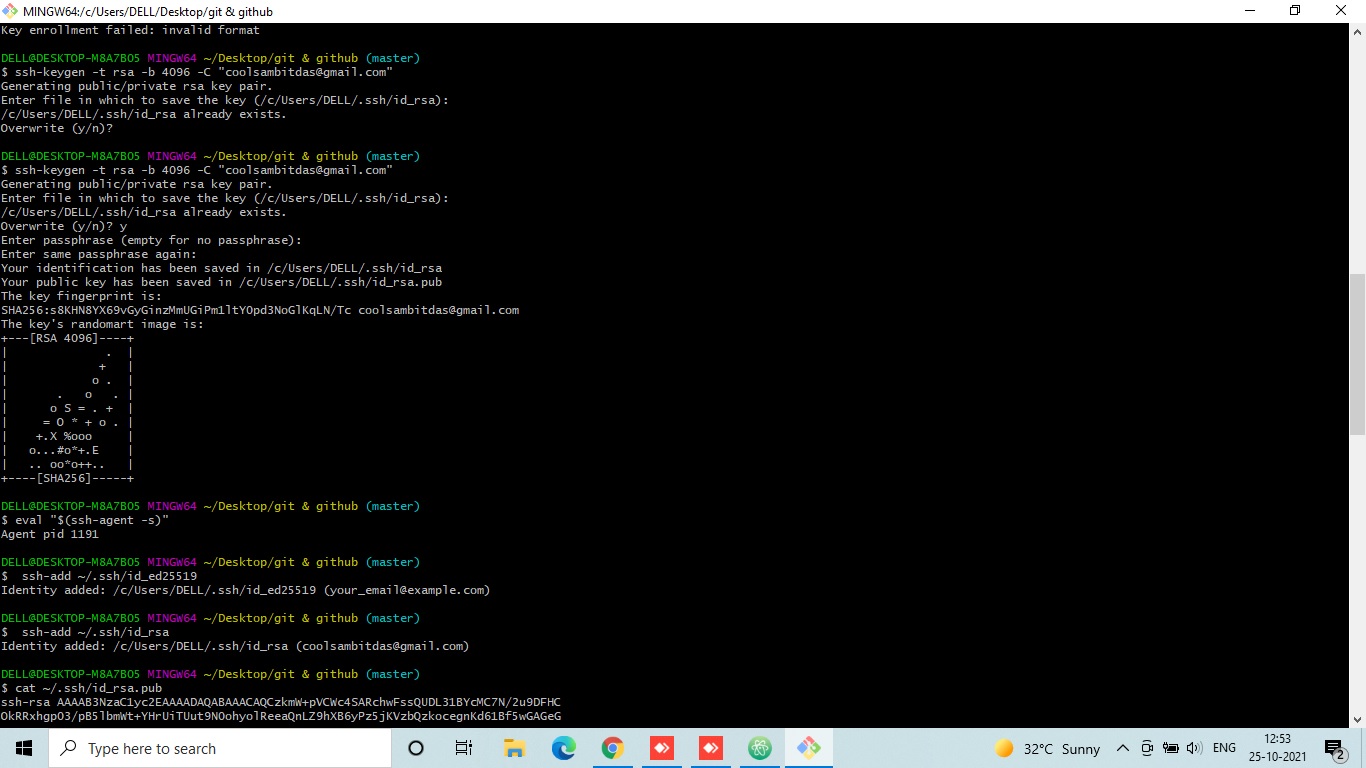 MINGW64:/c/Users/DELL/Desktop/git & github
Key enrollment failed: invalid format
DELL@DESKTOP-M8A7BO5 MINGW64 ~/Desktop/git & github (master)
$ ssh-keygen -t rsa -b 4096 -C "coolsambitdas@gmail.com"
Generating public/private rsa key pair.
Enter file in which to save the key (/c/Users/DELL/.ssh/id_rsa):
/c/Users/DELL/.ssh/id_rsa already exists.
Overwrite (y/n)?
DELL@DESKTOP-M8A7BO5 MINGW64 ~/Desktop/git & github (master)
$ ssh-keygen -t rsa -b 4096 -C "coolsambitdas@gmail.com"
Generating public/private rsa key pair.
Enter file in which to save the key (/c/Users/DELL/.ssh/id_rsa):
/c/Users/DELL/.ssh/id_rsa already exists.
Overwrite (y/n)? y
Enter passphrase (empty for no passphrase):
Enter same passphrase again:
Your identification has been saved in /c/Users/DELL/.ssh/id_rsa
Your public key has been saved in /c/Users/DELL/.ssh/id_rsa.pub
The key fingerprint is:
SHA256:s8KHN8YX69vGyGinzMmUGiPm1ltYOpd3NoGlKqLN/Tc coolsambitdas@gmail.com
The key's randomart image is:
+---[RSA 4096]----+
|              .  |
|             +   |
|            o .  |
|       .   o   . |
|      o S = . +  |
|     = O * + o . |
|    +.X %ooo     |
|   o...#o*+.E    |
|   .. oo*o++..   |
+----[SHA256]-----+
DELL@DESKTOP-M8A7BO5 MINGW64 ~/Desktop/git & github (master)
$ eval "$(ssh-agent -s)"
Agent pid 1191
DELL@DESKTOP-M8A7BO5 MINGW64 ~/Desktop/git & github (master)
$  ssh-add ~/.ssh/id_ed25519
Identity added: /c/Users/DELL/.ssh/id_ed25519 (your_email@example.com)
DELL@DESKTOP-M8A7BO5 MINGW64 ~/Desktop/git & github (master)
$  ssh-add ~/.ssh/id_rsa
Identity added: /c/Users/DELL/.ssh/id_rsa (coolsambitdas@gmail.com)
DELL@DESKTOP-M8A7BO5 MINGW64 ~/Desktop/git & github (master)
$ cat ~/.ssh/id_rsa.pub
ssh-rsa AAAAB3NzaC1yc2EAAAADAQABAAACAQCzkmW+pVCWc4SARchwFssQUDL31BYcMC7N/2u9DFHC
OkRRxhgpO3/pB5lbmWt+YHrUiTUut9NOohyolReeaQnLZ9hXB6yPz5jKVzbQzkocegnKd61Bf5wGAGeG
Type here to search
32°C Sunny
ENG
12:53
25-10-2021
2